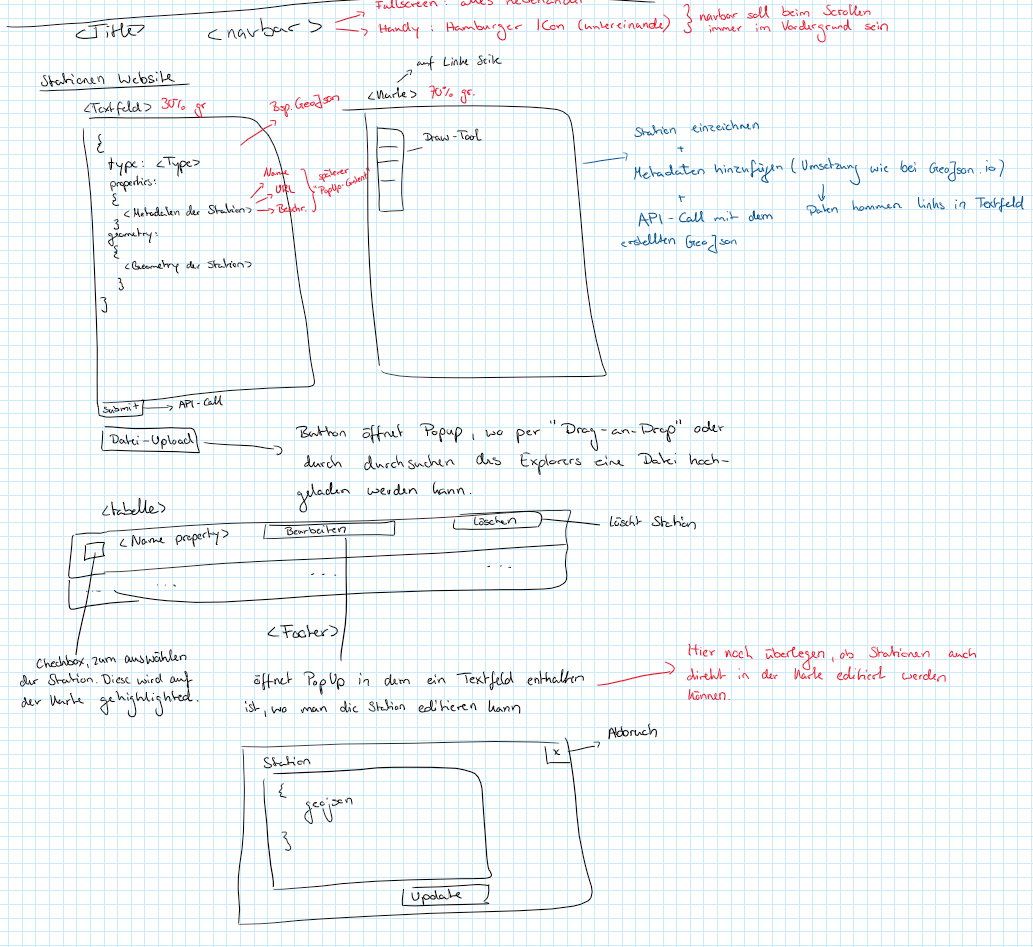 Fullscreen: alles nebeneinander
<Title> <navbar> Handy: Hamburger ICon (untereinande) navbar soll beim Scrollen
immer im Vordergrund sein
Stationen Website
auf Linke Seite
<Textfeld> 30% gr. Bsp. GeoJson
<Karte> 70% gr.
{
type: <Type>
properties:
{
<Metadaten der Station>
}
geometry:
{
<Geometry der Station>
}
}
Name
URL
Beschr.
späterer
"PopUp-Content"
Draw-Tool
Station einzeichnen
+
Metadaten hinzufügen (Umsetzung wie bei GeoJson.io)
+
Daten kommen links in Textfeld
API-Call mit dem
erstellten GeoJson
Submit API-Call
Datei-Upload
Button öffnet Popup, wo per "Drag-an-Drop" oder
durch durchsuchen des Explorers eine Datei hoch-
geladen werden kann.
<tabelle>
<Name property> Bearbeiten Löschen Löscht Station
... ... ... ...
<Footer>
Checkbox, zum auswählen
der Station. Diese wird auf
der Karte gehighlighted.
öffnet PopUp in dem ein Textfeld enthalten
ist, wo man die Station editieren kann
Hier noch überlegen, ob Stationen auch
direkt in der Karte editiert werden
können.
Abbruch
Station x
{
geojson
}
Update